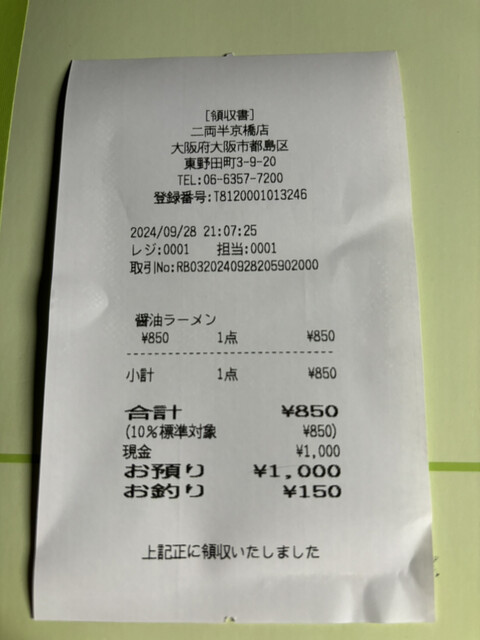 [領収書]
二両半京橋店
大阪府大阪市都島区
東野田町3-9-20
TEL:06-6357-7200
登録番号:T8120001013246
2024/09/28 21:07:25
レジ:0001 担当:0001
取引No:RB0320240928205902000
醤油ラーメン
¥850 1点 ¥850
小計 1点 ¥850
合計 ¥850
(10%標準対象 ¥850)
現金 ¥1,000
お預り ¥1,000
お釣り ¥150
上記正に領収いたしました